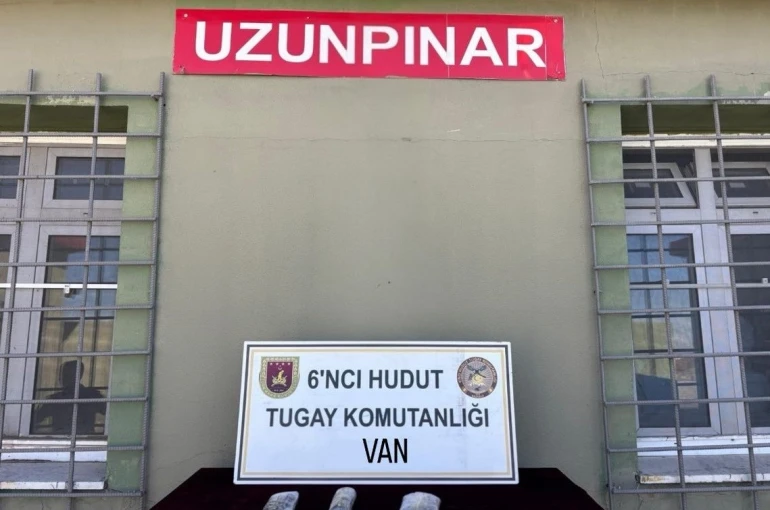 UZUNPINAR
6'NCI HUDUT
TUGAY KOMUTANLIĞI
VAN